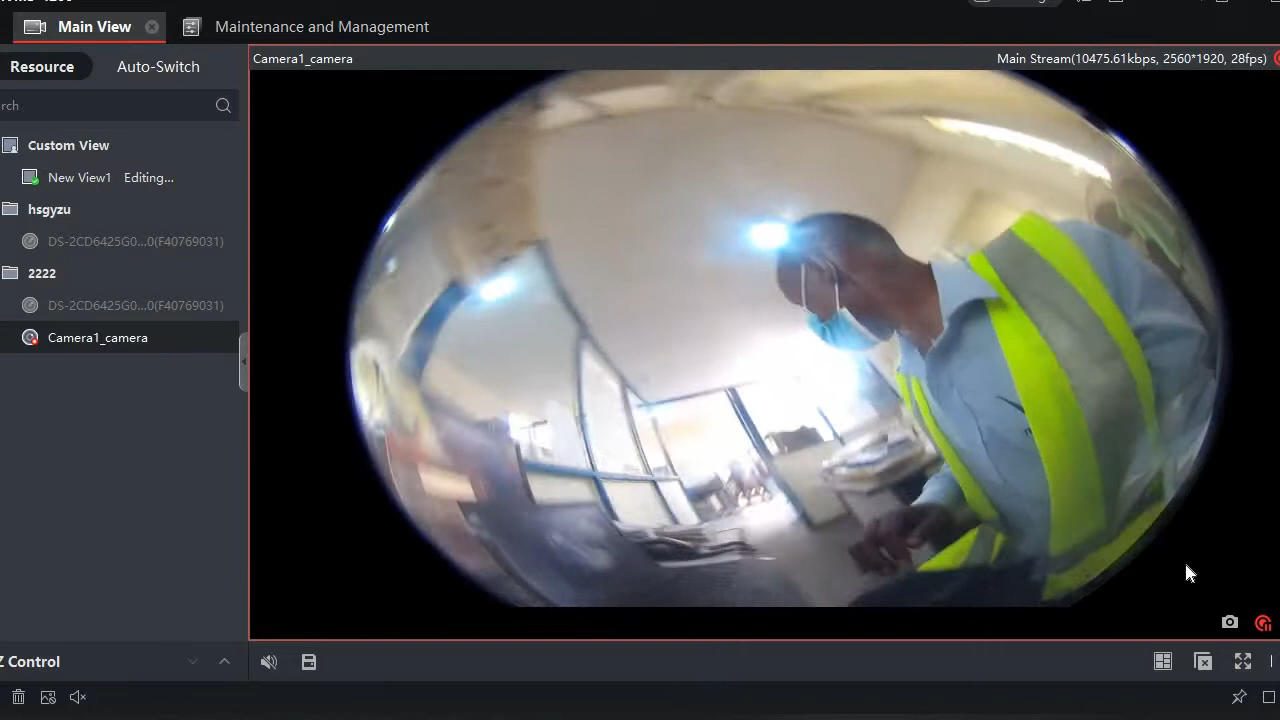 Main View
Maintenance and Management
Resource
Auto-Switch
Camera1_camera
Main Stream(10475.61kbps, 2560*1920, 28fps)
rch
Custom View
New View1 Editing...
hsgyzu
DS-2CD6425G0...0(F40769031)
2222
DS-2CD6425G0...0(F40769031)
Camera1_camera
Z Control